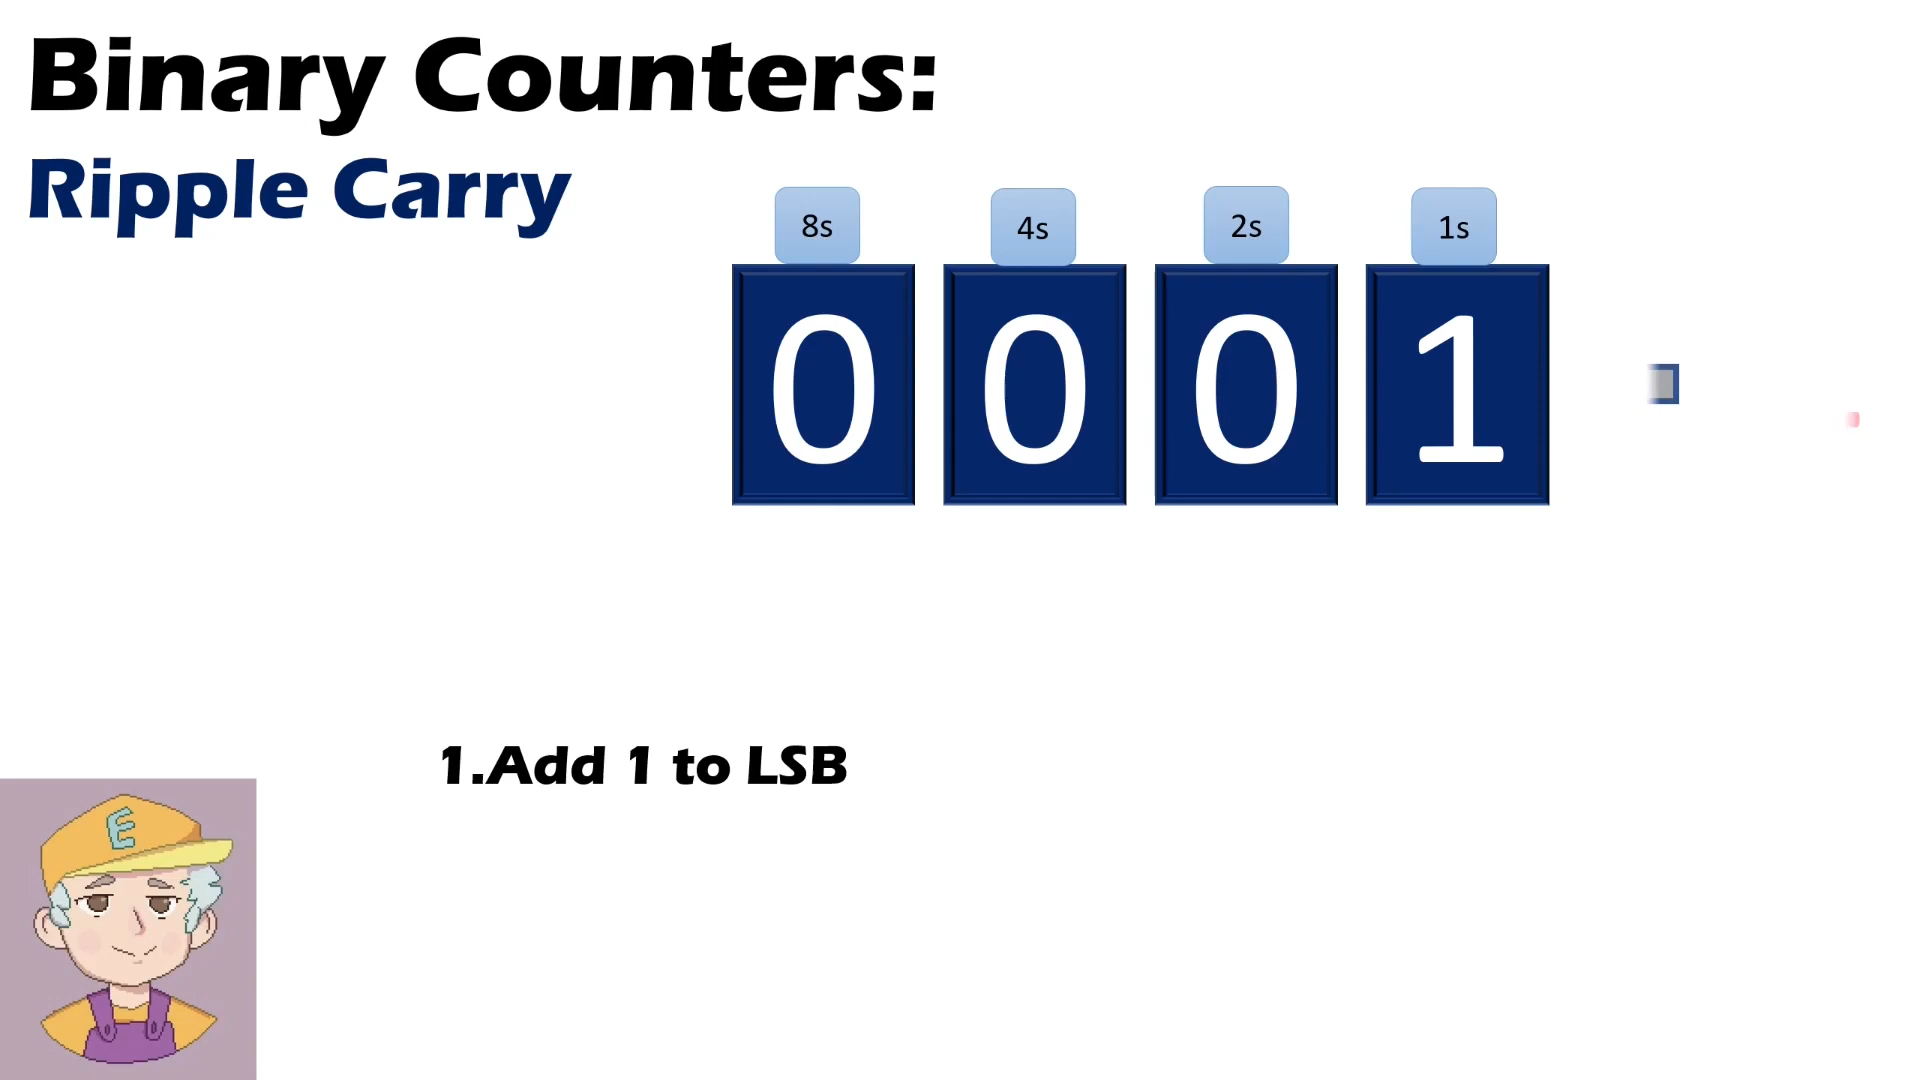 Binary Counters:
Ripple Carry
8s 4s 2s 1s
0 0 0 1
1.Add 1 to LSB
E